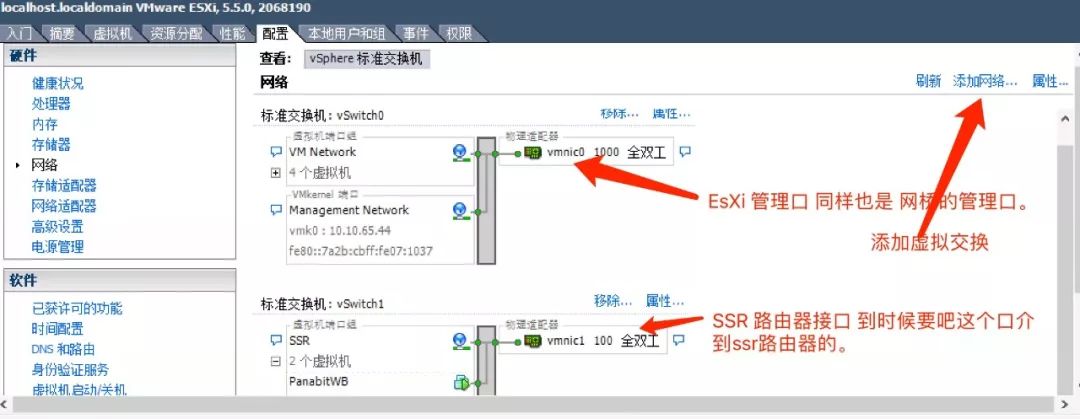 localhost.localdomain VMware ESXi, 5.5.0, 2068190
入门 摘要 虚拟机 资源分配 性能 配置 本地用户和组 事件 权限
硬件
健康状况
处理器
内存
存储器
网络
存储适配器
网络适配器
高级设置
电源管理
软件
已获许可的功能
时间配置
DNS 和路由
身份验证服务
虚拟机启动/关机
查看: vSphere 标准交换机
网络
刷新 添加网络... 属性...
标准交换机: vSwitch0 移除... 属性...
虚拟机端口组 物理适配器
VM Network vmnic0 1000 全双工
4 个虚拟机
VMkernel 端口
Management Network
vmk0 : 10.10.65.44
fe80::7a2b:cbff:fe07:1037
EsXi 管理口 同样也是 网桥的管理口。
添加虚拟交换
标准交换机: vSwitch1 移除... 属性...
虚拟机端口组 物理适配器
SSR vmnic1 100 全双工
2 个虚拟机
PanabitWB
SSR 路由器接口 到时候要吧这个口介
到ssr路由器的。